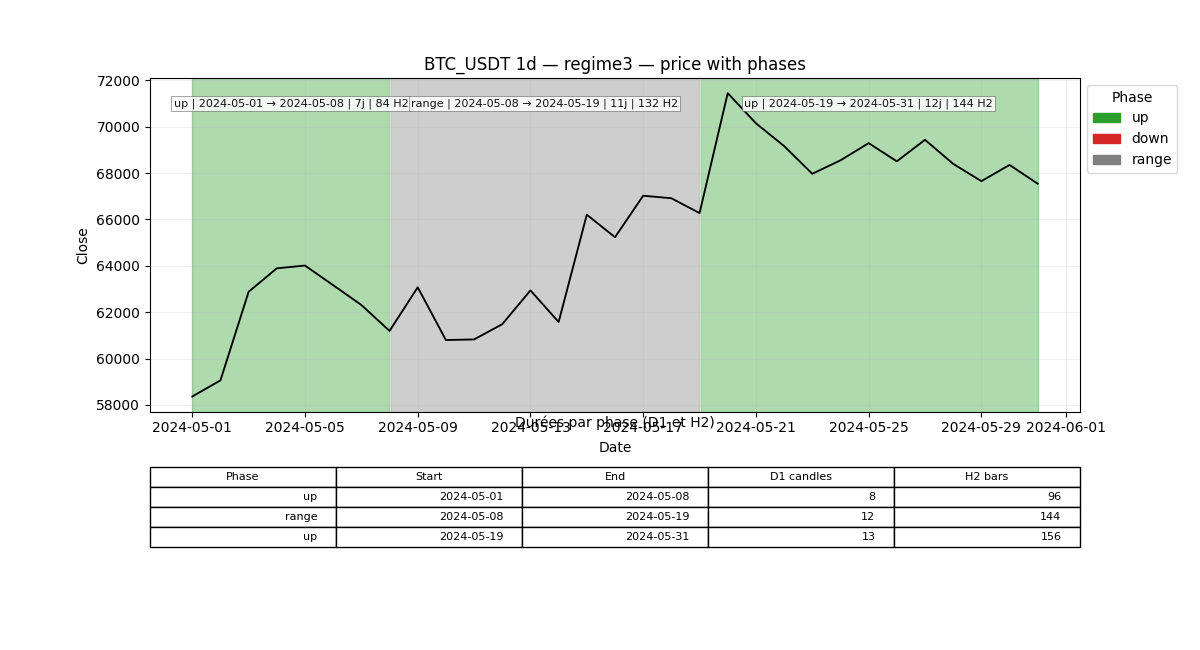 BTC_USDT 1d — regime3 — price with phases
72000
70000
68000
66000
64000
62000
60000
58000
Close
up | 2024-05-01 → 2024-05-08 | 7j | 84 H2
range | 2024-05-08 → 2024-05-19 | 11j | 132 H2
up | 2024-05-19 → 2024-05-31 | 12j | 144 H2
Phase
up
down
range
Durées par phase (D1 et H2)
2024-05-01 2024-05-05 2024-05-09 2024-05-13 2024-05-17 2024-05-21 2024-05-25 2024-05-29 2024-06-01
Date
Phase Start End D1 candles H2 bars
up 2024-05-01 2024-05-08 8 96
range 2024-05-08 2024-05-19 12 144
up 2024-05-19 2024-05-31 13 156